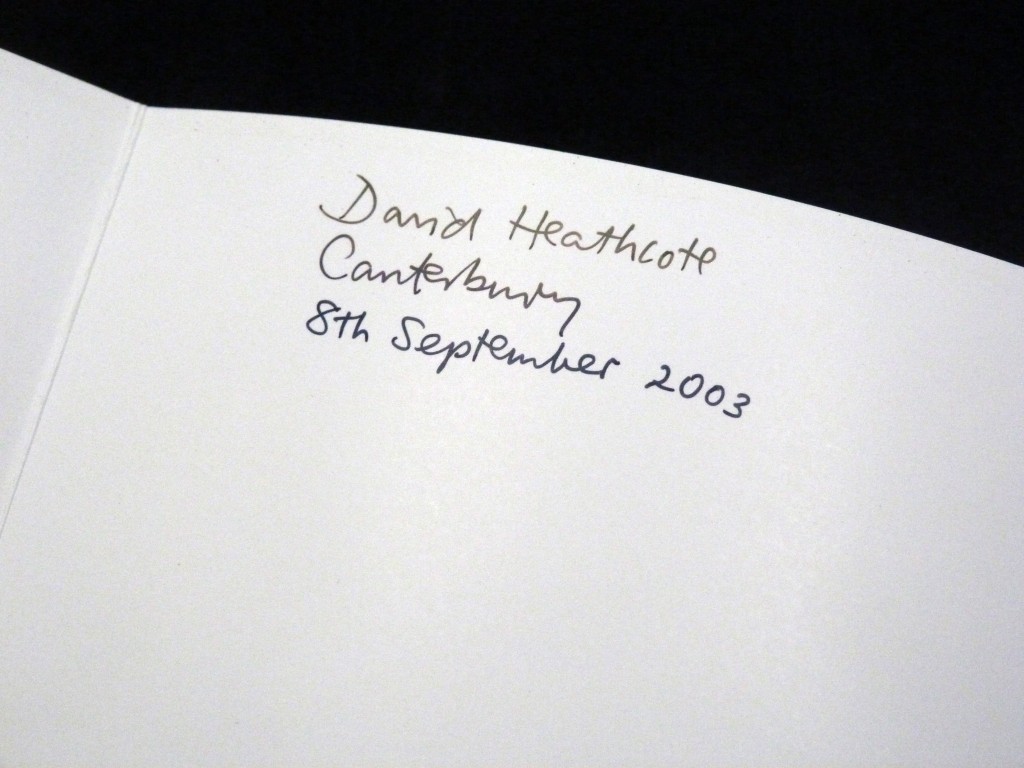 David Heathcote
Canterbury
8th September 2003